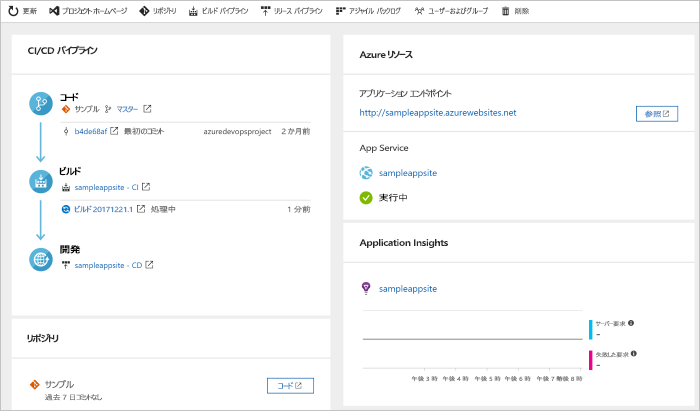 更新 プロジェクト ホームページ リポジトリ ビルド パイプライン リリース パイプライン アジャイル バックログ ユーザーおよびグループ 削除
CI/CD パイプライン
コード
サンプル マスター
b4de68af 最初のコミット azuredevopsproject 2 か月前
ビルド
sampleappsite - CI
ビルド 20171221.1 処理中 1 分前
開発
sampleappsite - CD
リポジトリ
サンプル
過去 7 日コミットなし
コード
Azure リソース
アプリケーション エンドポイント
http://sampleappsite.azurewebsites.net
参照
App Service
sampleappsite
実行中
Application Insights
sampleappsite
サーバー要求
--
失敗した要求
--
午後 3 時 午後 4 時 午後 5 時 午後 6 時 午後 7 時 午後 8 時